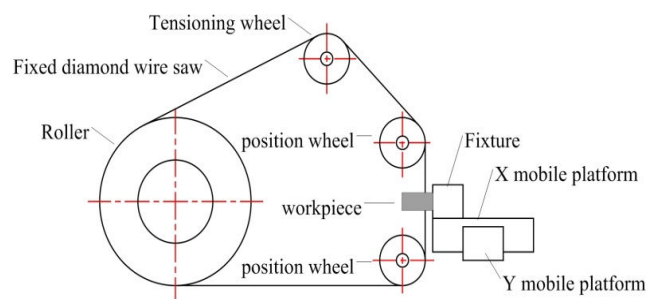 Tensioning wheel
Fixed diamond wire saw
Roller
position wheel
Fixture
X mobile platform
workpiece
position wheel
Y mobile platform